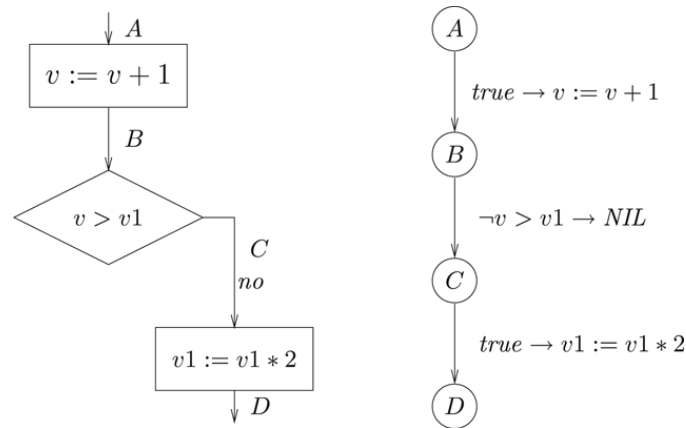 A
v := v + 1
B
v > v1
C
no
v1 := v1 * 2
D
A
true → v := v + 1
B
¬v > v1 → NIL
C
true → v1 := v1 * 2
D